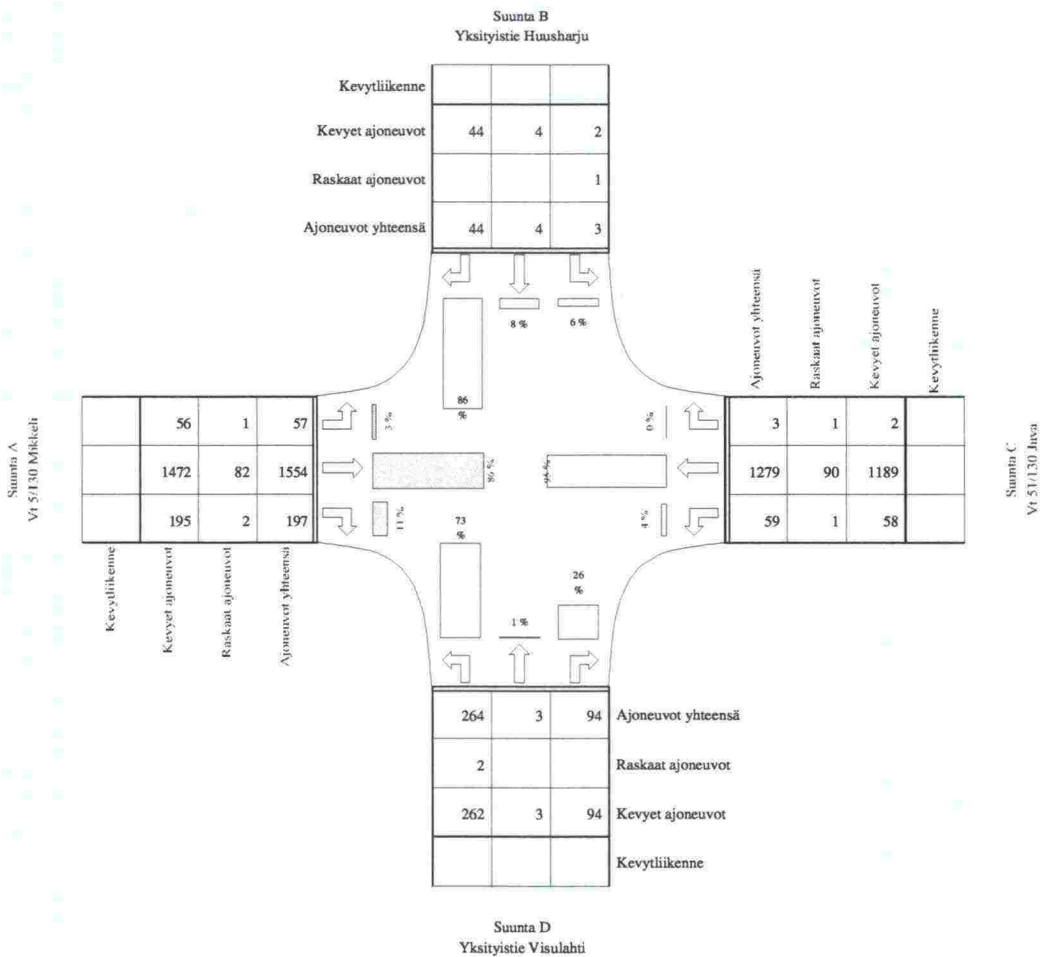 Suunta B
Yksityistie Huusharju
Kevytliikenne
Kevyet ajoneuvot 44 4 2
Raskaat ajoneuvot 1
Ajoneuvot yhteensä 44 4 3
8 % 6 %
86
%
Suunta A
Vt 5/130 Mikkeli
56 1 57
1472 82 1554
195 2 197
Kevytliikenne
Kevyet ajoneuvot
Raskaat ajoneuvot
Ajoneuvot yhteensä
3 %
86 %
11 %
Ajoneuvot yhteensä
Raskaat ajoneuvot
Kevyet ajoneuvot
Kevytliikenne
3 1 2
1279 90 1189
59 1 58
0 %
95 %
4 %
Suunta C
Vt 51/130 Juva
73
%
1 %
26
%
264 3 94 Ajoneuvot yhteensä
2 Raskaat ajoneuvot
262 3 94 Kevyet ajoneuvot
Kevytliikenne
Suunta D
Yksityistie Visulahti